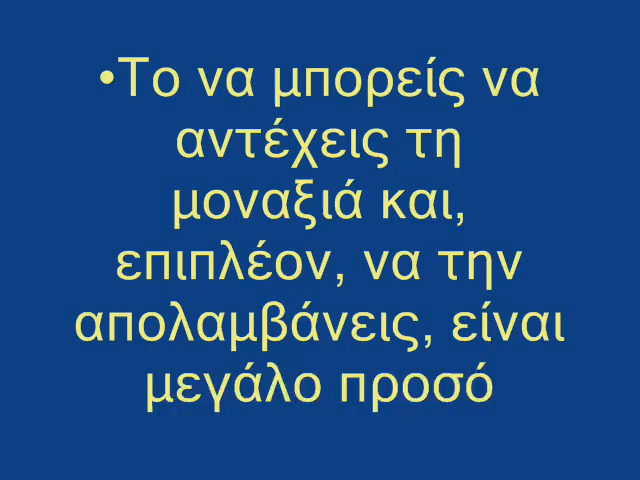 •Το να μπορείς να
αντέχεις τη
μοναξιά και,
επιπλέον, να την
απολαμβάνεις, είναι
μεγάλο προσό